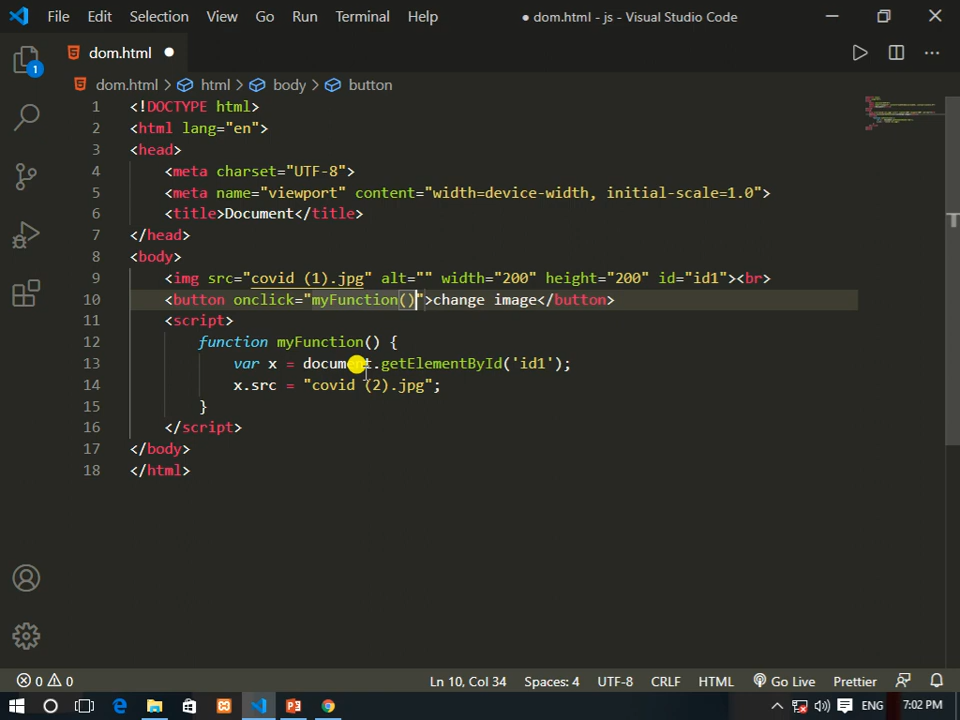 File Edit Selection View Go Run Terminal Help ● dom.html - js - Visual Studio Code
dom.html ●
1
dom.html > html > body > button
1 <!DOCTYPE html>
2 <html lang="en">
3 <head>
4 <meta charset="UTF-8">
5 <meta name="viewport" content="width=device-width, initial-scale=1.0">
6 <title>Document</title>
7 </head>
8 <body>
9 <img src="covid (1).jpg" alt="" width="200" height="200" id="id1"><br>
10 <button onclick="myFunction()">change image</button>
11 <script>
12 function myFunction() {
13 var x = document.getElementById('id1');
14 x.src = "covid (2).jpg";
15 }
16 </script>
17 </body>
18 </html>
0 0 Ln 10, Col 34 Spaces: 4 UTF-8 CRLF HTML Go Live Prettier
ENG 7:02 PM